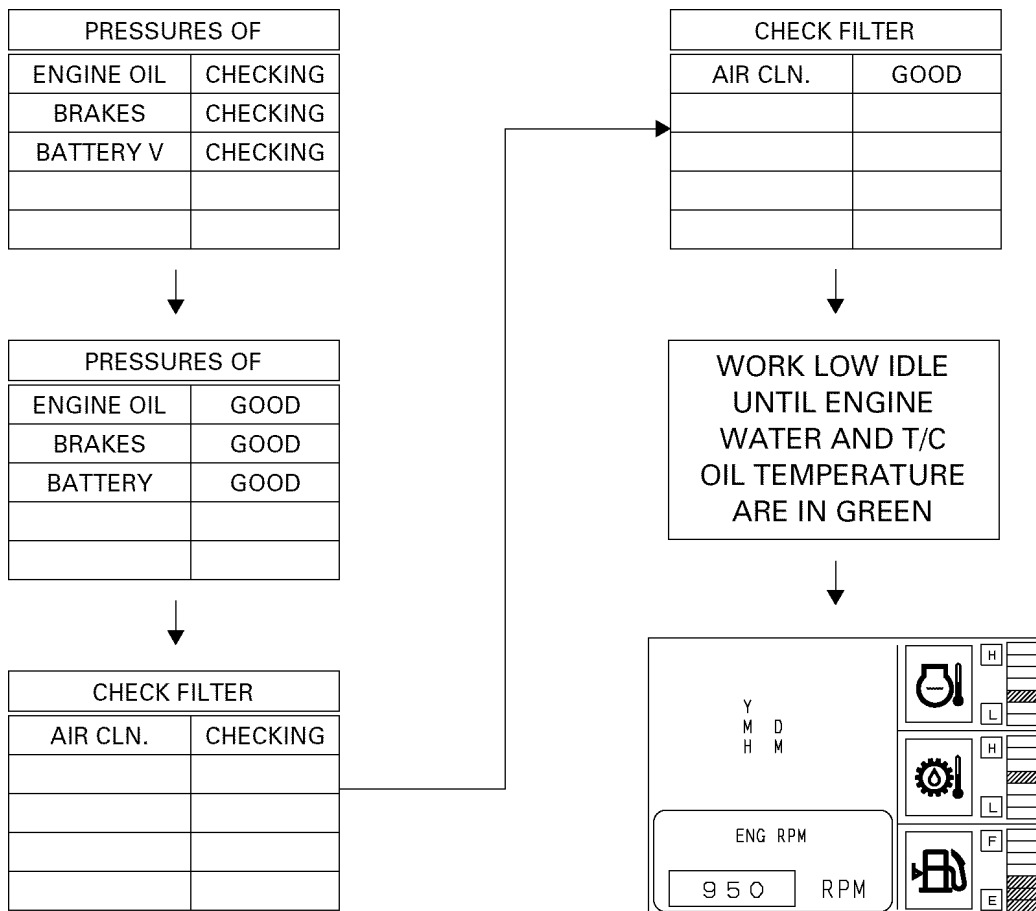 PRESSURES OF
ENGINE OIL CHECKING
BRAKES CHECKING
BATTERY V CHECKING
PRESSURES OF
ENGINE OIL GOOD
BRAKES GOOD
BATTERY GOOD
CHECK FILTER
AIR CLN. CHECKING
CHECK FILTER
AIR CLN. GOOD
WORK LOW IDLE
UNTIL ENGINE
WATER AND T/C
OIL TEMPERATURE
ARE IN GREEN
Y
M D
H M
H
L
H
L
F
E
ENG RPM
950 RPM